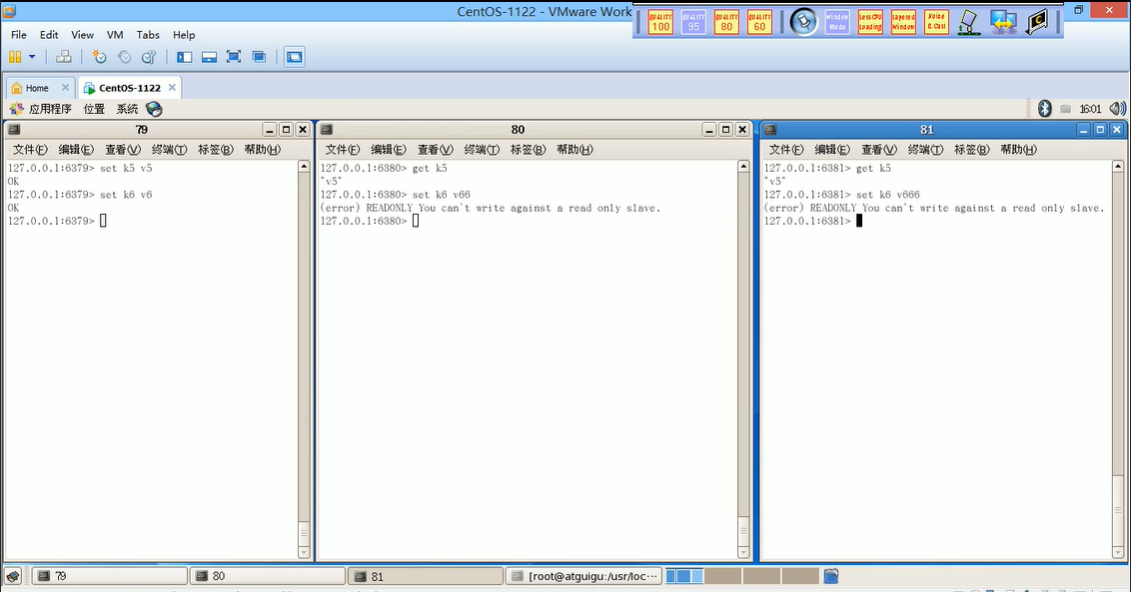 CentOS-1122 - VMware Work
QUALITY 100
QUALITY 95
QUALITY 80
QUALITY 60
Window Mode
Less CPU Loading
Layered Window
File Edit View VM Tabs Help
Home
CentOS-1122
应用程序 位置 系统
16:01
79
文件(F) 编辑(E) 查看(V) 终端(T) 标签(B) 帮助(H)
127.0.0.1:6379> set k5 v5
OK
127.0.0.1:6379> set k6 v6
OK
127.0.0.1:6379>
80
文件(F) 编辑(E) 查看(V) 终端(T) 标签(B) 帮助(H)
127.0.0.1:6380> get k5
"v5"
127.0.0.1:6380> set k6 v66
(error) READONLY You can't write against a read only slave.
127.0.0.1:6380>
81
文件(F) 编辑(E) 查看(V) 终端(T) 标签(B) 帮助(H)
127.0.0.1:6381> get k5
"v5"
127.0.0.1:6381> set k6 v666
(error) READONLY You can't write against a read only slave.
127.0.0.1:6381>
79
80
81
[root@atguigu:/usr/loc···